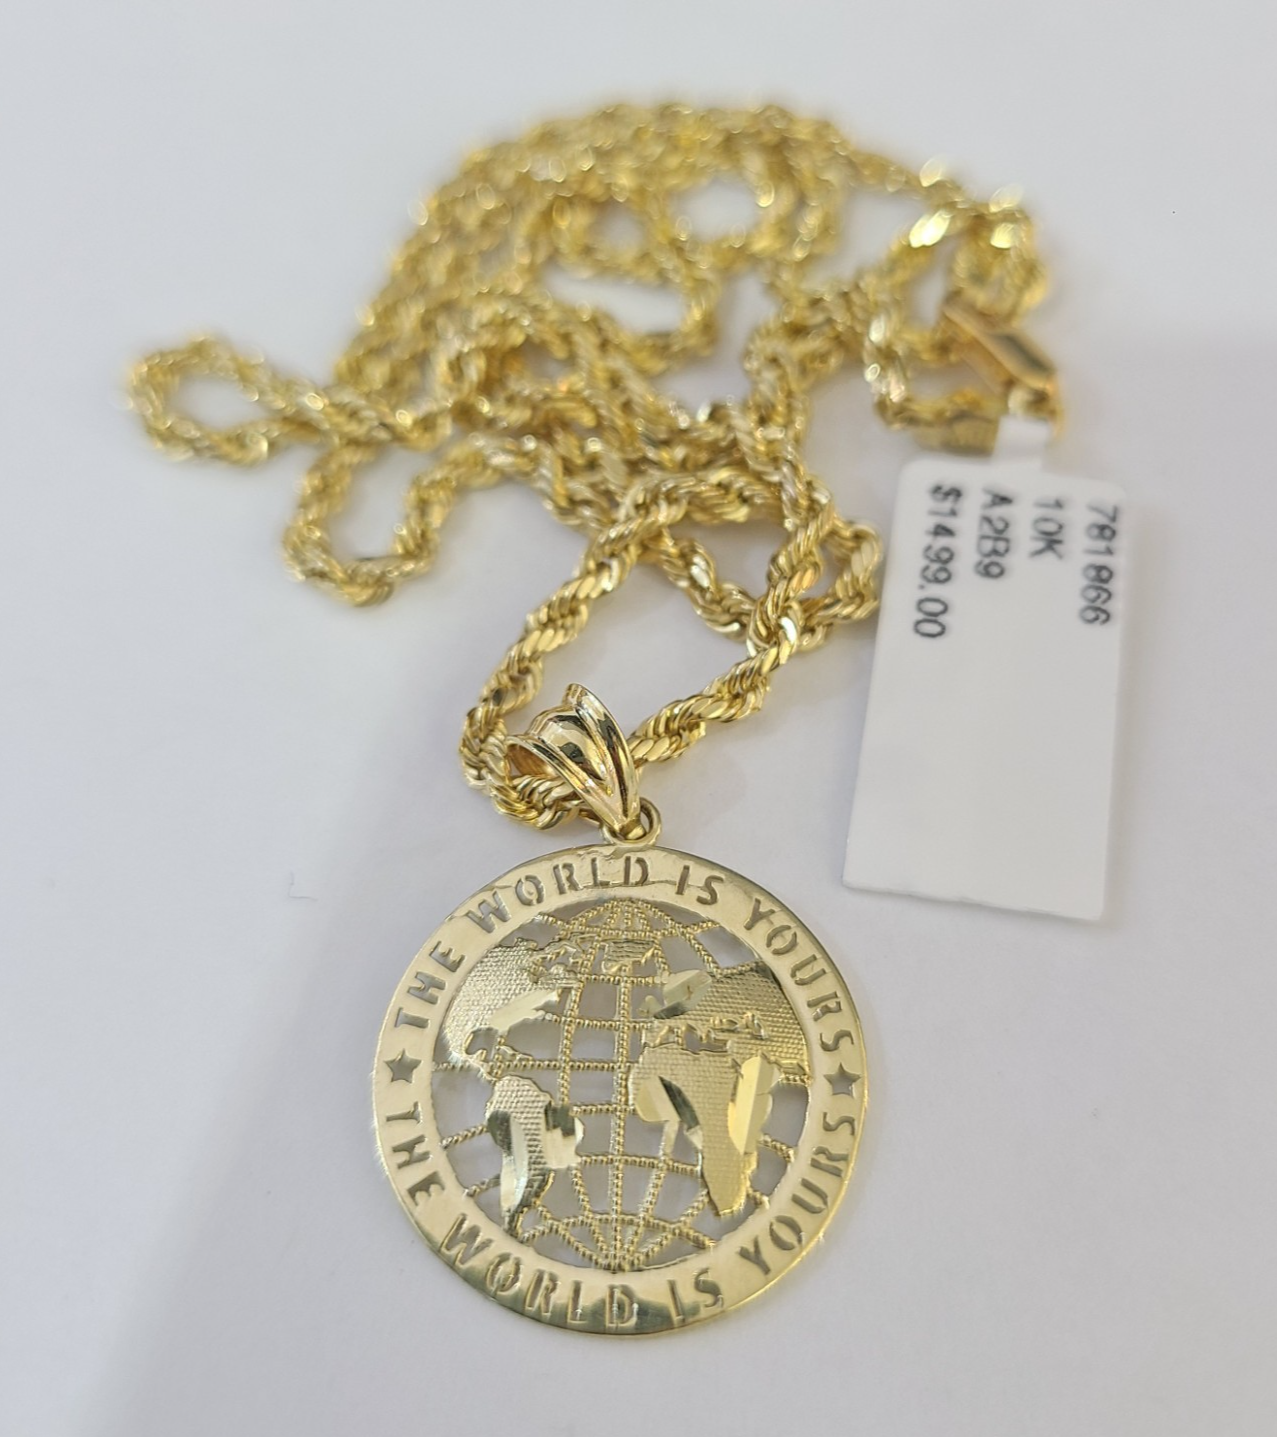 781866
10K
A2B9
$1499.00
THE WORLD IS YOURS
THE WORLD IS YOURS